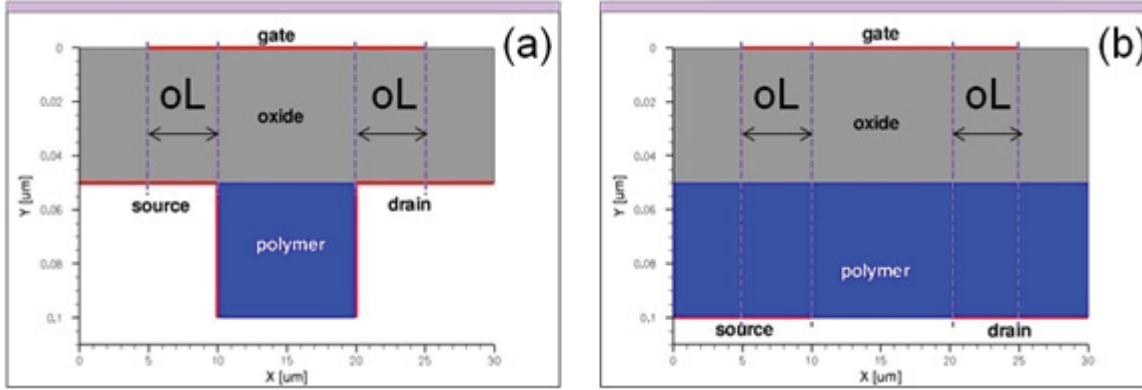 gate
(a)
0
oL
oL
oxide
0.02
0.04
source
drain
0.06
polymer
0.08
0.1
Y [um]
0
5
10
15
20
25
30
X [um]
gate
(b)
0
oL
oL
oxide
0.02
0.04
0.06
polymer
0.08
0.1
source
drain
Y [um]
0
5
10
15
20
25
30
X [um]